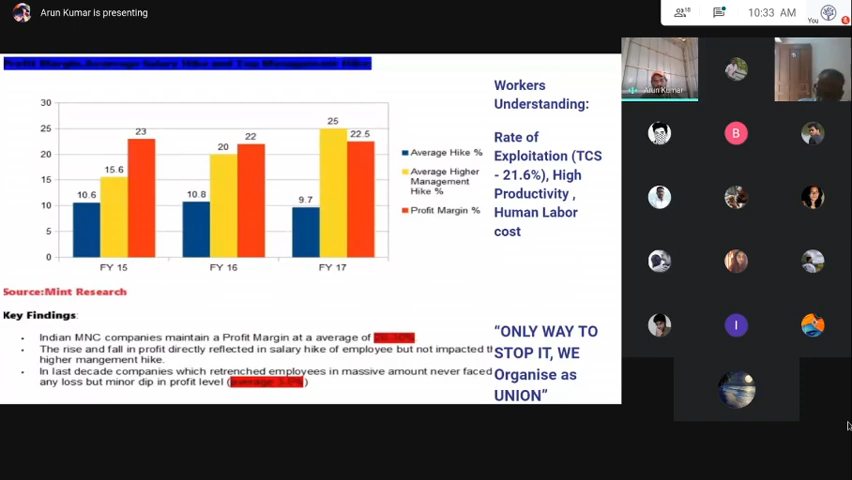 Arun Kumar is presenting
18
10:33 AM
You
Profit Margin, Average Salary Hike and Top Management Hike
Workers
Understanding:
Rate of
Exploitation (TCS
- 21.6%), High
Productivity ,
Human Labor
cost
30
25
20
15
10
5
0
10.6
15.6
23
10.8
20
22
9.7
25
22.5
FY 15
FY 16
FY 17
Average Hike %
Average Higher
Management
Hike %
Profit Margin %
Source:Mint Research
Key Findings:
Indian MNC companies maintain a Profit Margin at a average of
The rise and fall in profit directly reflected in salary hike of employee but not impacted
higher mangement hike.
In last decade companies which retrenched employees in massive amount never faced
any loss but minor dip in profit level (average
"ONLY WAY TO
STOP IT, WE
Organise as
UNION"
Arun Kumar
B
I